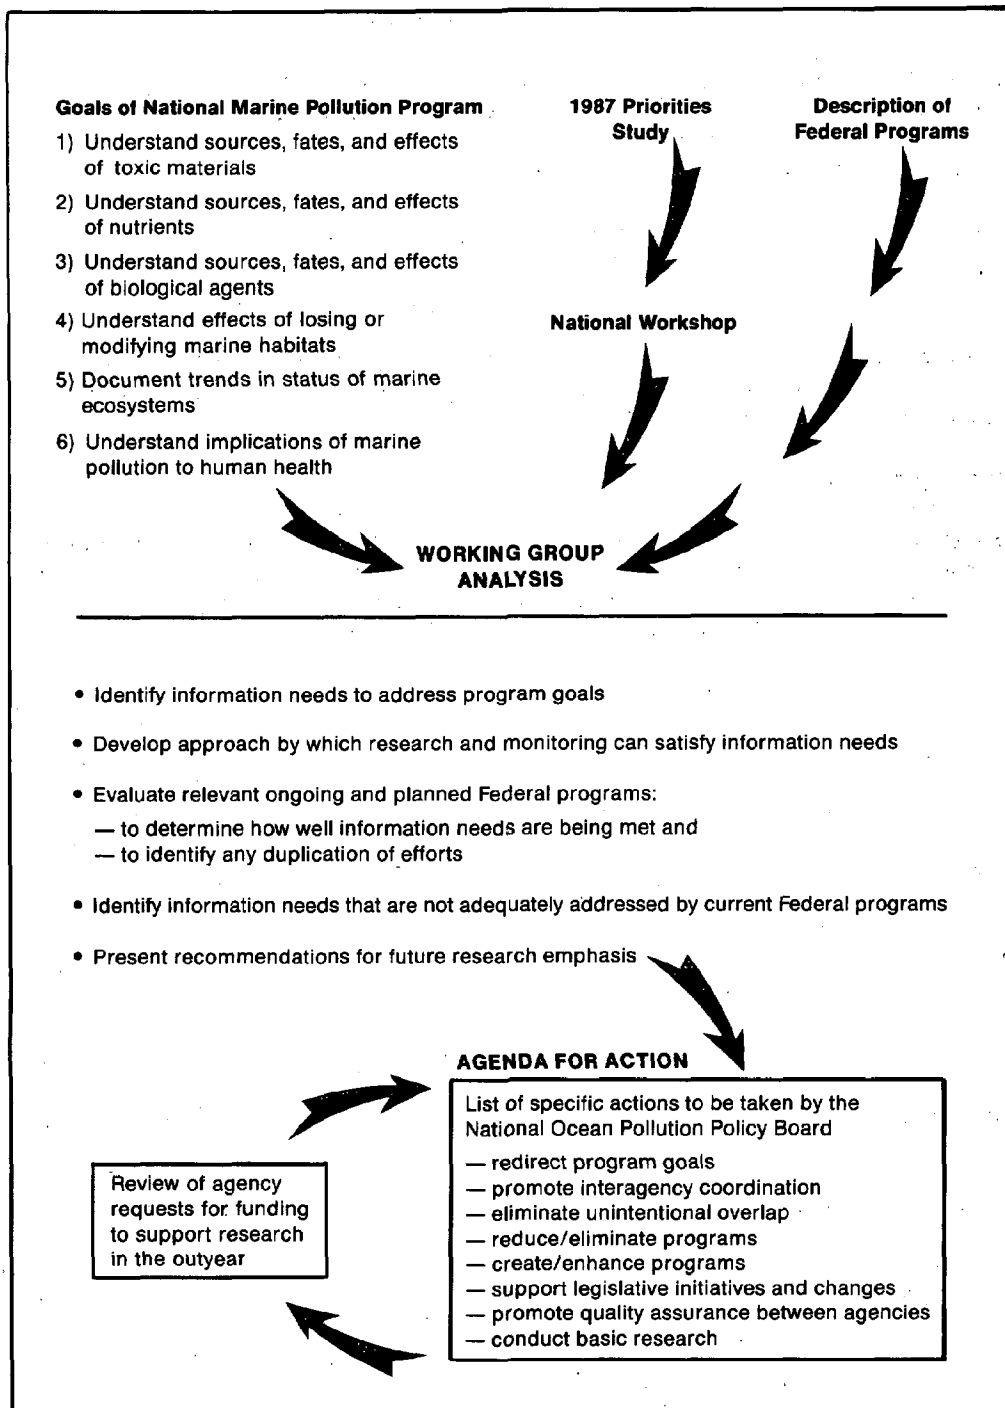 Goals of National Marine Pollution Program
1) Understand sources, fates, and effects
of toxic materials
2) Understand sources, fates, and effects
of nutrients
3) Understand sources, fates, and effects
of biological agents
4) Understand effects of losing or
modifying marine habitats
5) Document trends in status of marine
ecosystems
6) Understand implications of marine
pollution to human health
1987 Priorities
Study
Description of
Federal Programs
National Workshop
WORKING GROUP
ANALYSIS
• Identify information needs to address program goals
• Develop approach by which research and monitoring can satisfy information needs
• Evaluate relevant ongoing and planned Federal programs:
— to determine how well information needs are being met and
— to identify any duplication of efforts
• Identify information needs that are not adequately addressed by current Federal programs
• Present recommendations for future research emphasis
AGENDA FOR ACTION
List of specific actions to be taken by the
National Ocean Pollution Policy Board
— redirect program goals
— promote interagency coordination
— eliminate unintentional overlap
— reduce/eliminate programs
— create/enhance programs
— support legislative initiatives and changes
— promote quality assurance between agencies
— conduct basic research
Review of agency
requests for funding
to support research
in the outyear